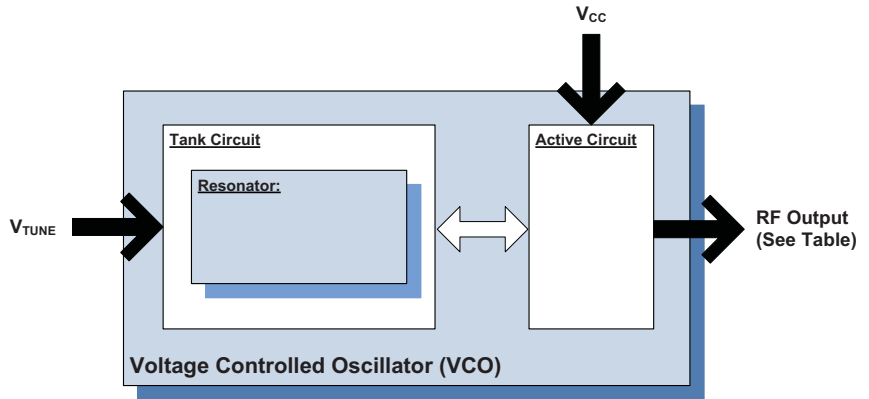 VCC
Tank Circuit
Active Circuit
Resonator:
VTUNE
RF Output
(See Table)
Voltage Controlled Oscillator (VCO)